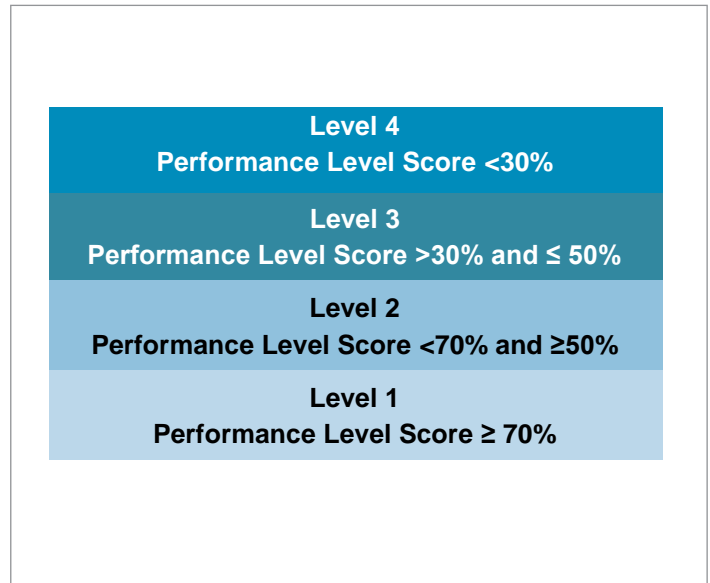 Level 4
Performance Level Score <30%
Level 3
Performance Level Score >30% and ≤ 50%
Level 2
Performance Level Score <70% and ≥50%
Level 1
Performance Level Score ≥ 70%